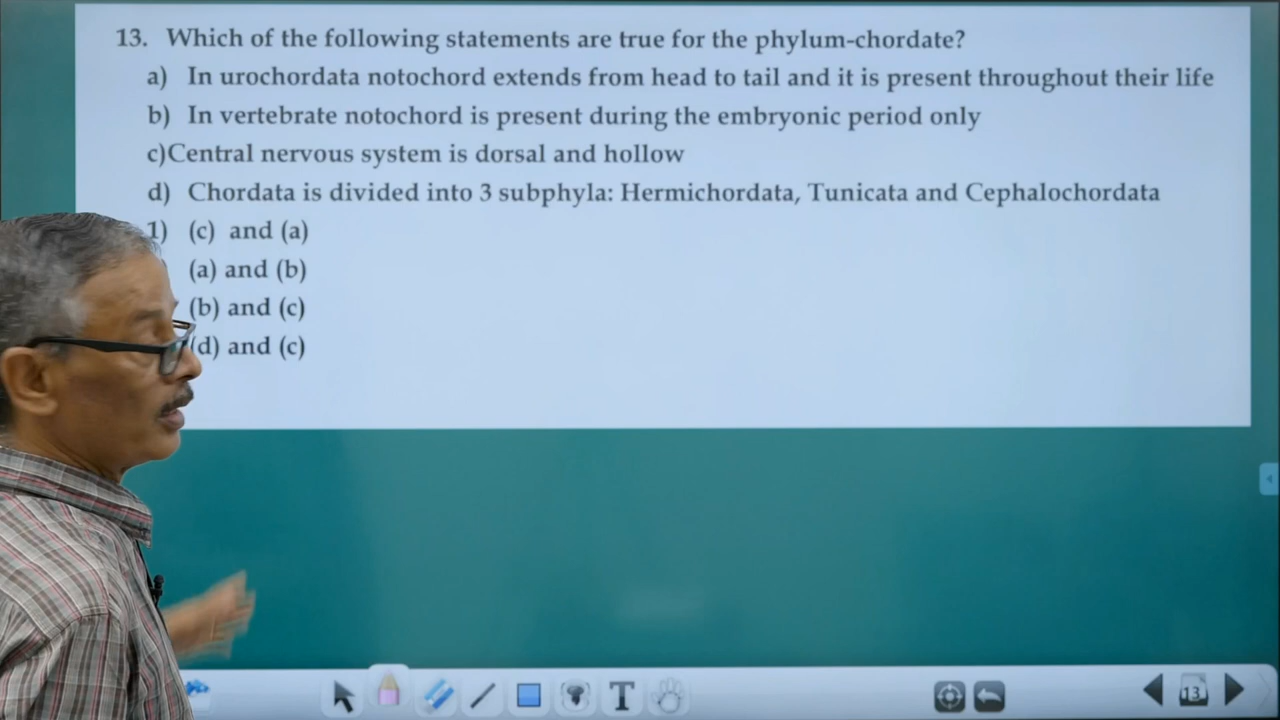 13. Which of the following statements are true for the phylum-chordate?
a) In urochordata notochord extends from head to tail and it is present throughout their life
b) In vertebrate notochord is present during the embryonic period only
c)Central nervous system is dorsal and hollow
d) Chordata is divided into 3 subphyla: Hermichordata, Tunicata and Cephalochordata
1) (c) and (a)
(a) and (b)
(b) and (c)
(d) and (c)
T
13